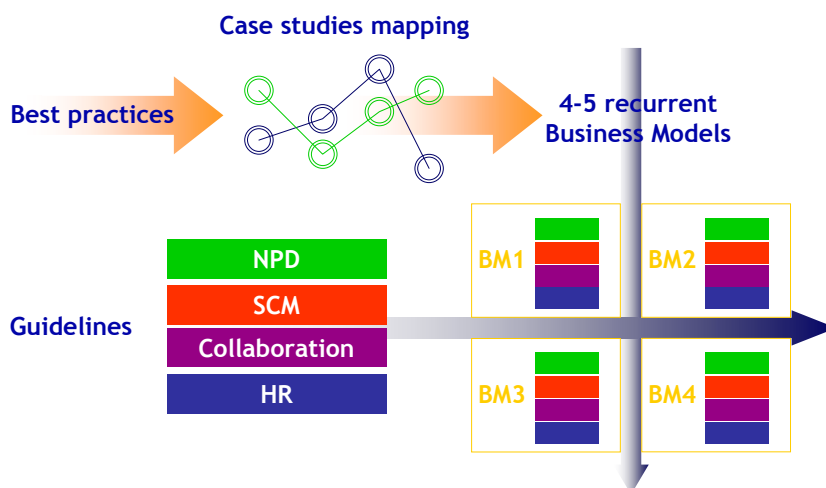 Case studies mapping
Best practices
4-5 recurrent
Business Models
Guidelines
NPD
SCM
Collaboration
HR
BM1
BM2
BM3
BM4